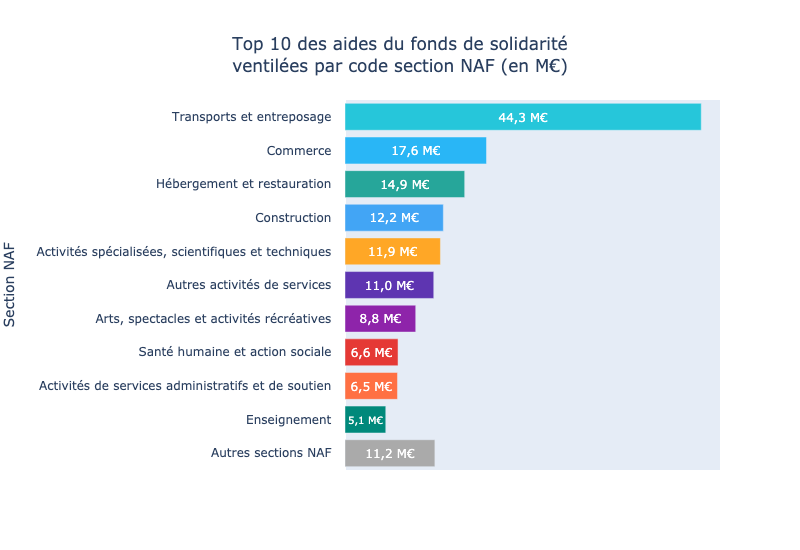 Top 10 des aides du fonds de solidarité
ventilées par code section NAF (en M€)
Section NAF
Transports et entreposage 44,3 M€
Commerce 17,6 M€
Hébergement et restauration 14,9 M€
Construction 12,2 M€
Activités spécialisées, scientifiques et techniques 11,9 M€
Autres activités de services 11,0 M€
Arts, spectacles et activités récréatives 8,8 M€
Santé humaine et action sociale 6,6 M€
Activités de services administratifs et de soutien 6,5 M€
Enseignement 5,1 M€
Autres sections NAF 11,2 M€